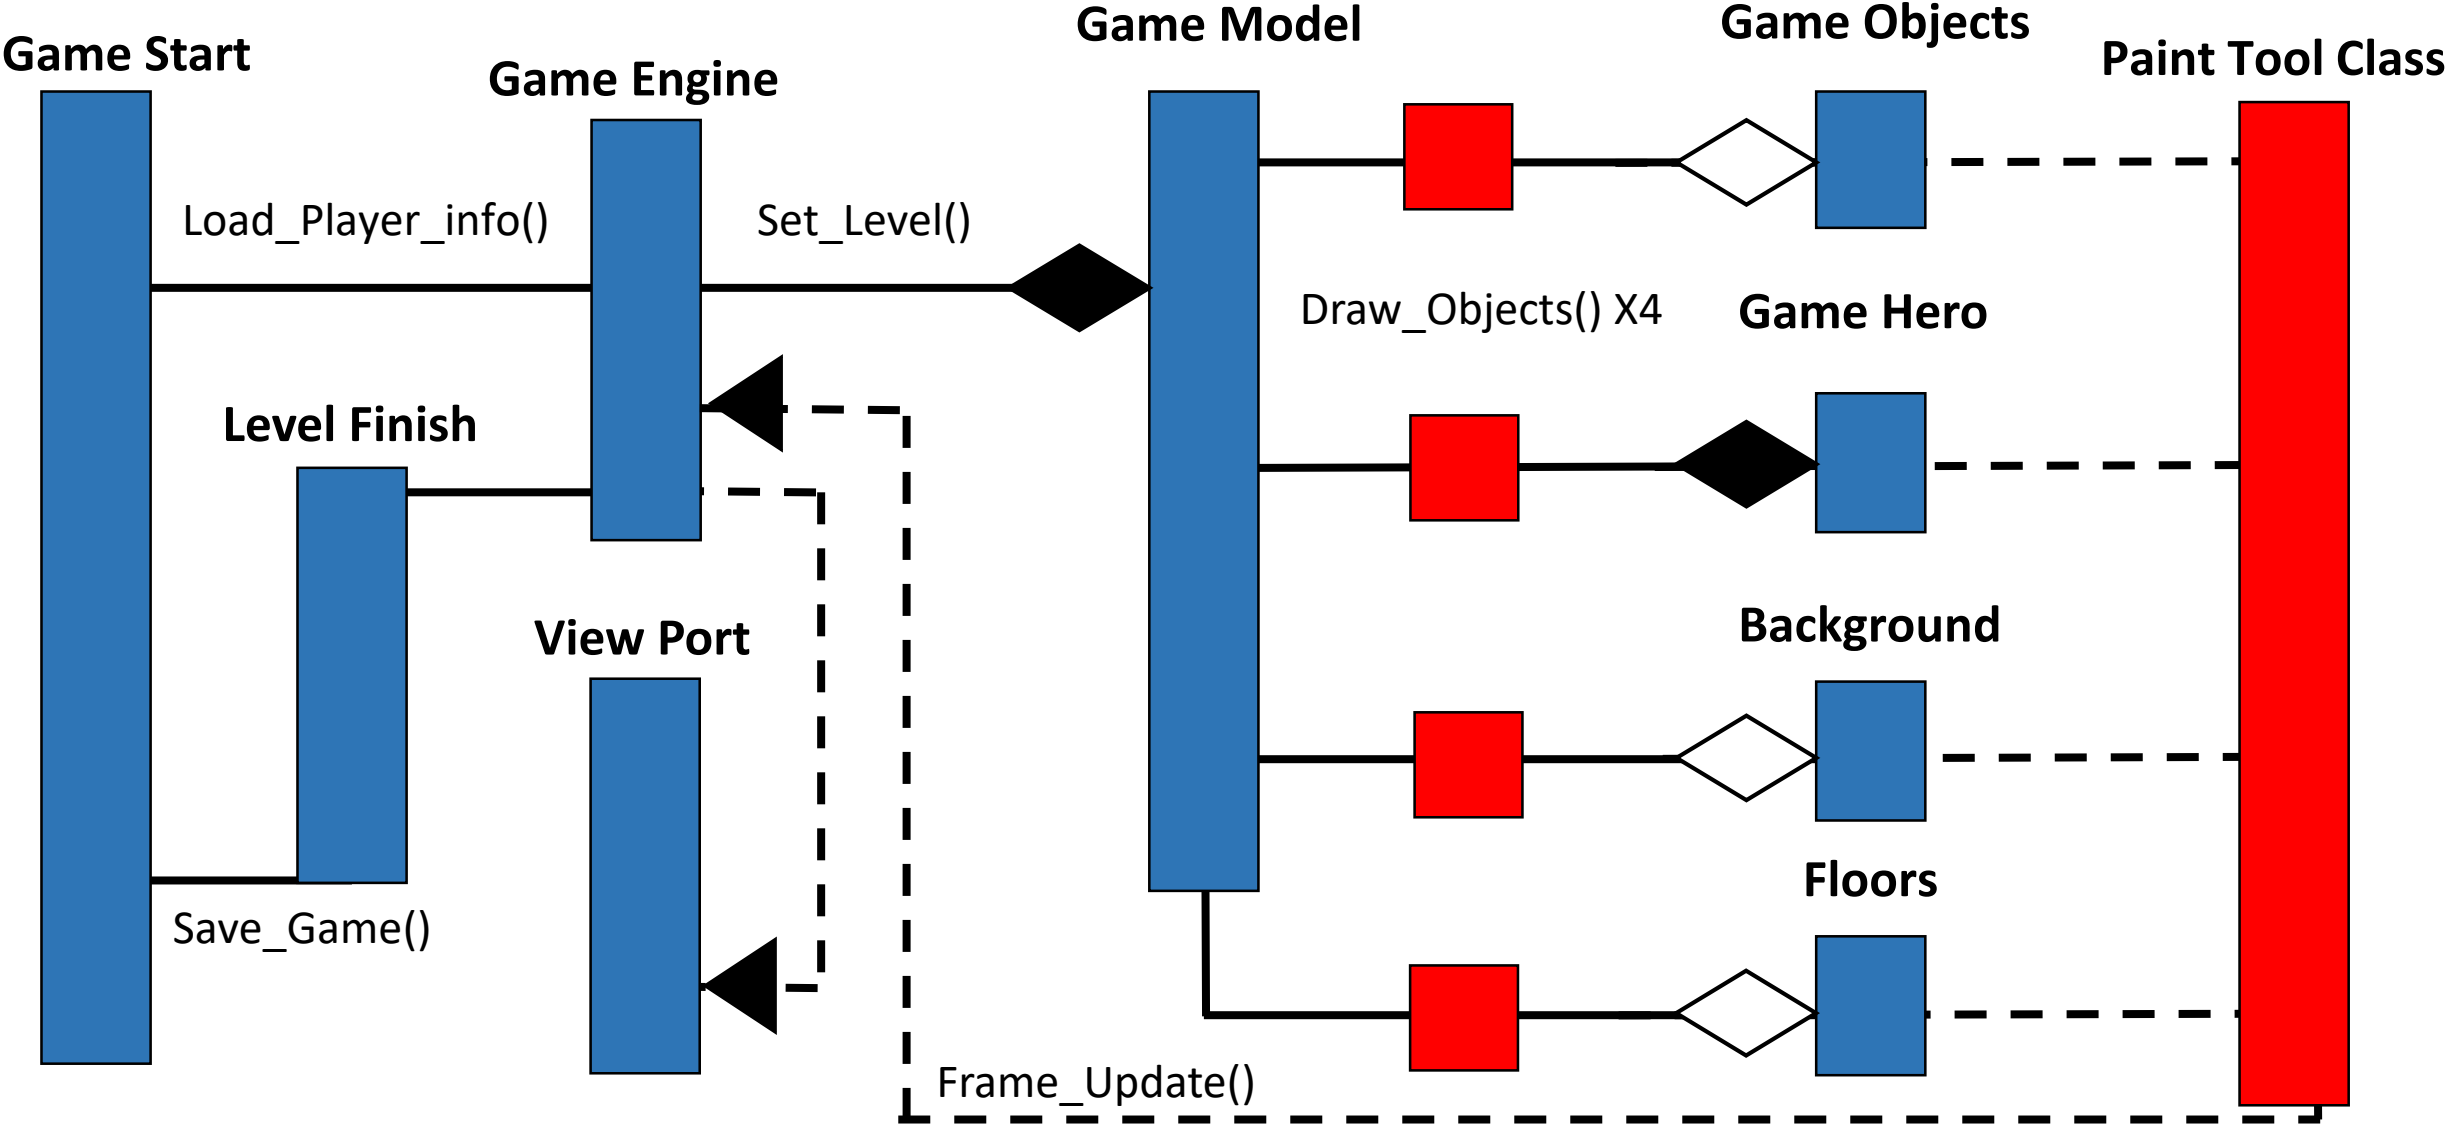 Game Start
Game Engine
Game Model
Game Objects
Paint Tool Class
Load_Player_info()
Set_Level()
Draw_Objects() X4
Game Hero
Level Finish
View Port
Background
Floors
Save_Game()
Frame_Update()